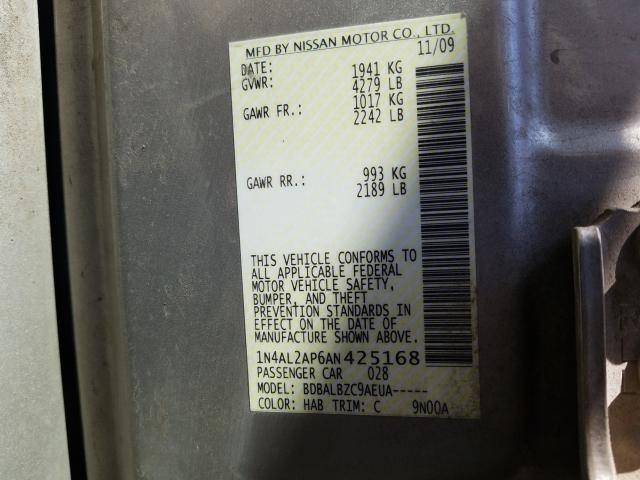 MFD BY NISSAN MOTOR CO., LTD.
DATE: 11/09
GVWR: 1941 KG
4279 LB
GAWR FR.: 1017 KG
2242 LB
GAWR RR.: 993 KG
2189 LB
THIS VEHICLE CONFORMS TO
ALL APPLICABLE FEDERAL
MOTOR VEHICLE SAFETY,
BUMPER, AND THEFT
PREVENTION STANDARDS IN
EFFECT ON THE DATE OF
MANUFACTURE SHOWN ABOVE.
1N4AL2AP6AN425168
PASSENGER CAR 028
MODEL: BDBALBZC9AEUA-----
COLOR: HAB TRIM: C 9N00A